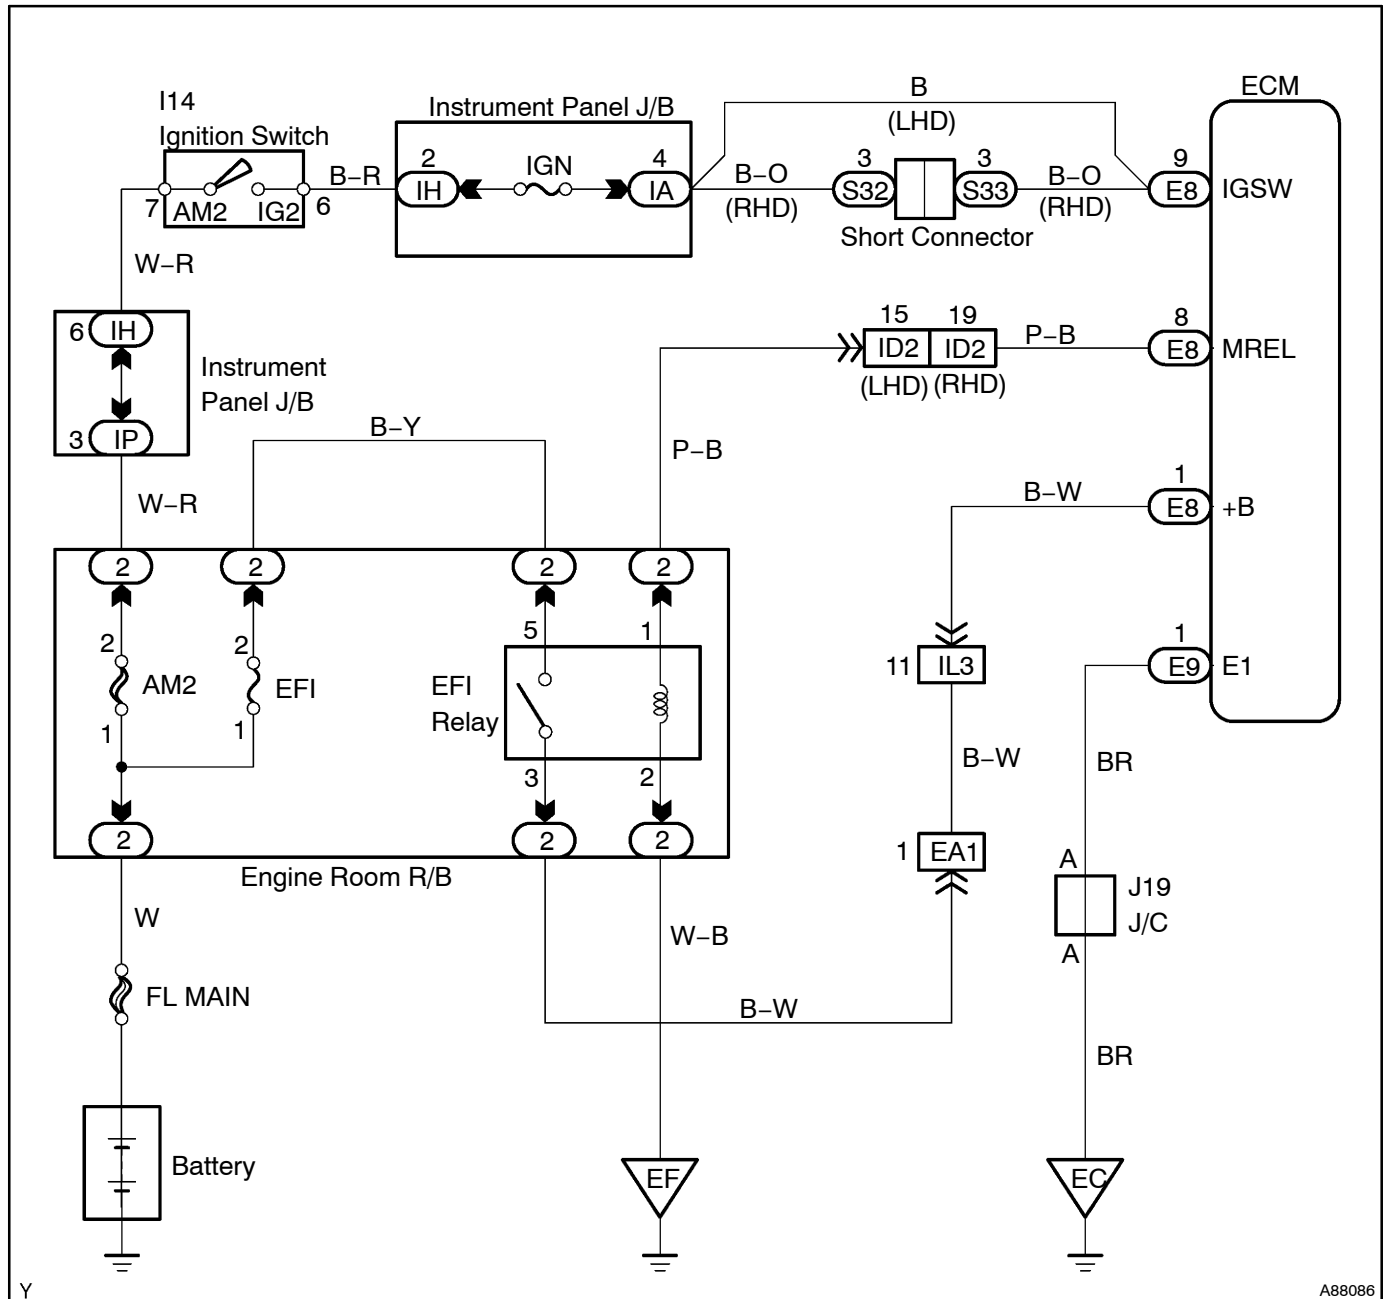 I14
Ignition Switch
7
AM2
IG2
6
B–R
Instrument Panel J/B
2
IH
IGN
4
IA
B
(LHD)
B–O
(RHD)
3
S32
3
S33
Short Connector
B–O
(RHD)
ECM
9
E8
IGSW
W–R
6
IH
3
IP
Instrument
Panel J/B
W–R
B–Y
P–B
15
19
ID2
ID2
(LHD)
(RHD)
P–B
8
E8
MREL
B–W
1
E8
+B
1
E9
E1
2
2
2
2
2
AM2
1
2
EFI
1
EFI
Relay
5
1
3
2
2
2
2
Engine Room R/B
11
IL3
B–W
1
EA1
BR
A
J19
J/C
A
BR
W
FL MAIN
W–B
B–W
Battery
EF
EC
Y
A88086